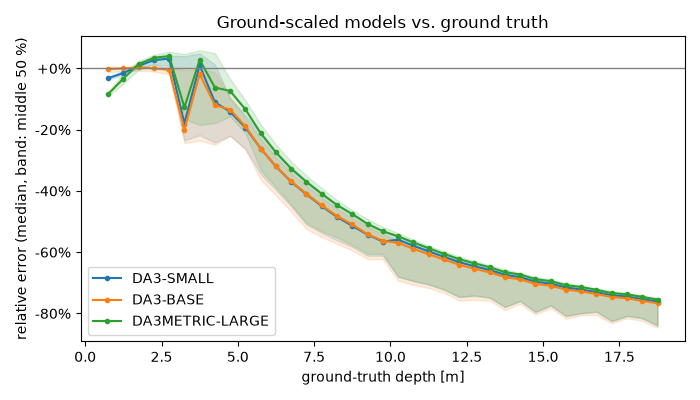 Ground-scaled models vs. ground truth
relative error (median, band: middle 50 %)
+0%
-20%
-40%
-60%
-80%
DA3-SMALL
DA3-BASE
DA3METRIC-LARGE
0.0 2.5 5.0 7.5 10.0 12.5 15.0 17.5
ground-truth depth [m]